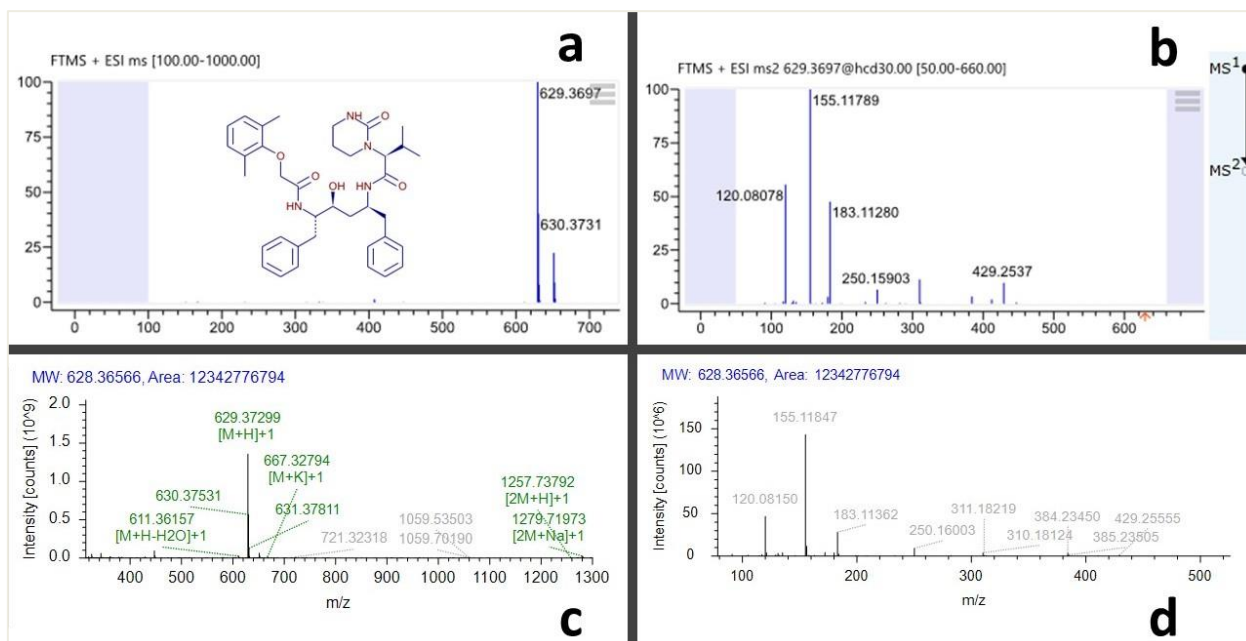 a
FTMS + ESI ms [100.00-1000.00]
100
75
50
25
0
629.3697
630.3731
NH
O
N
O
O
NH
OH
HN
O
0 100 200 300 400 500 600 700
b
FTMS + ESI ms2 629.3697@hcd30.00 [50.00-660.00]
100
75
50
25
0
155.11789
120.08078
183.11280
250.15903
429.2537
0 100 200 300 400 500 600
MS1
MS2
MW: 628.36566, Area: 12342776794
Intensity [counts] (10^9)
2.0
1.5
1.0
0.5
0.0
629.37299
[M+H]+1
667.32794
[M+K]+1
630.37531
611.36157
[M+H-H2O]+1
631.37811
721.32318
1059.53503
1059.70190
1257.73792
[2M+H]+1
1279.71973
[2M+Na]+1
400 500 600 700 800 900 1000 1100 1200 1300
m/z
c
MW: 628.36566, Area: 12342776794
Intensity [counts] (10^6)
150
100
50
0
155.11847
120.08150
183.11362
250.16003
311.18219
310.18124
384.23450
385.23505
429.25555
100 200 300 400 500
m/z
d